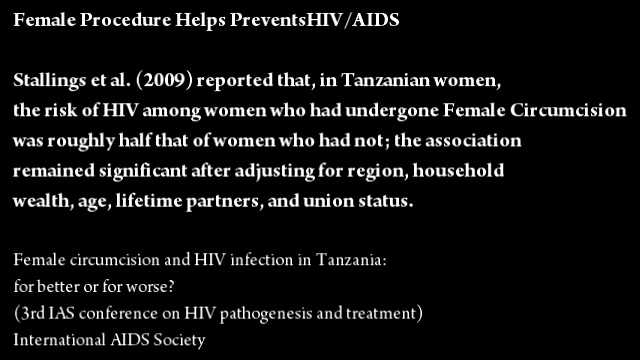 Female Procedure Helps PreventsHIV/AIDS
Stallings et al. (2009) reported that, in Tanzanian women,
the risk of HIV among women who had undergone Female Circumcision
was roughly half that of women who had not; the association
remained significant after adjusting for region, household
wealth, age, lifetime partners, and union status.
Female circumcision and HIV infection in Tanzania:
for better or for worse?
(3rd IAS conference on HIV pathogenesis and treatment)
International AIDS Society